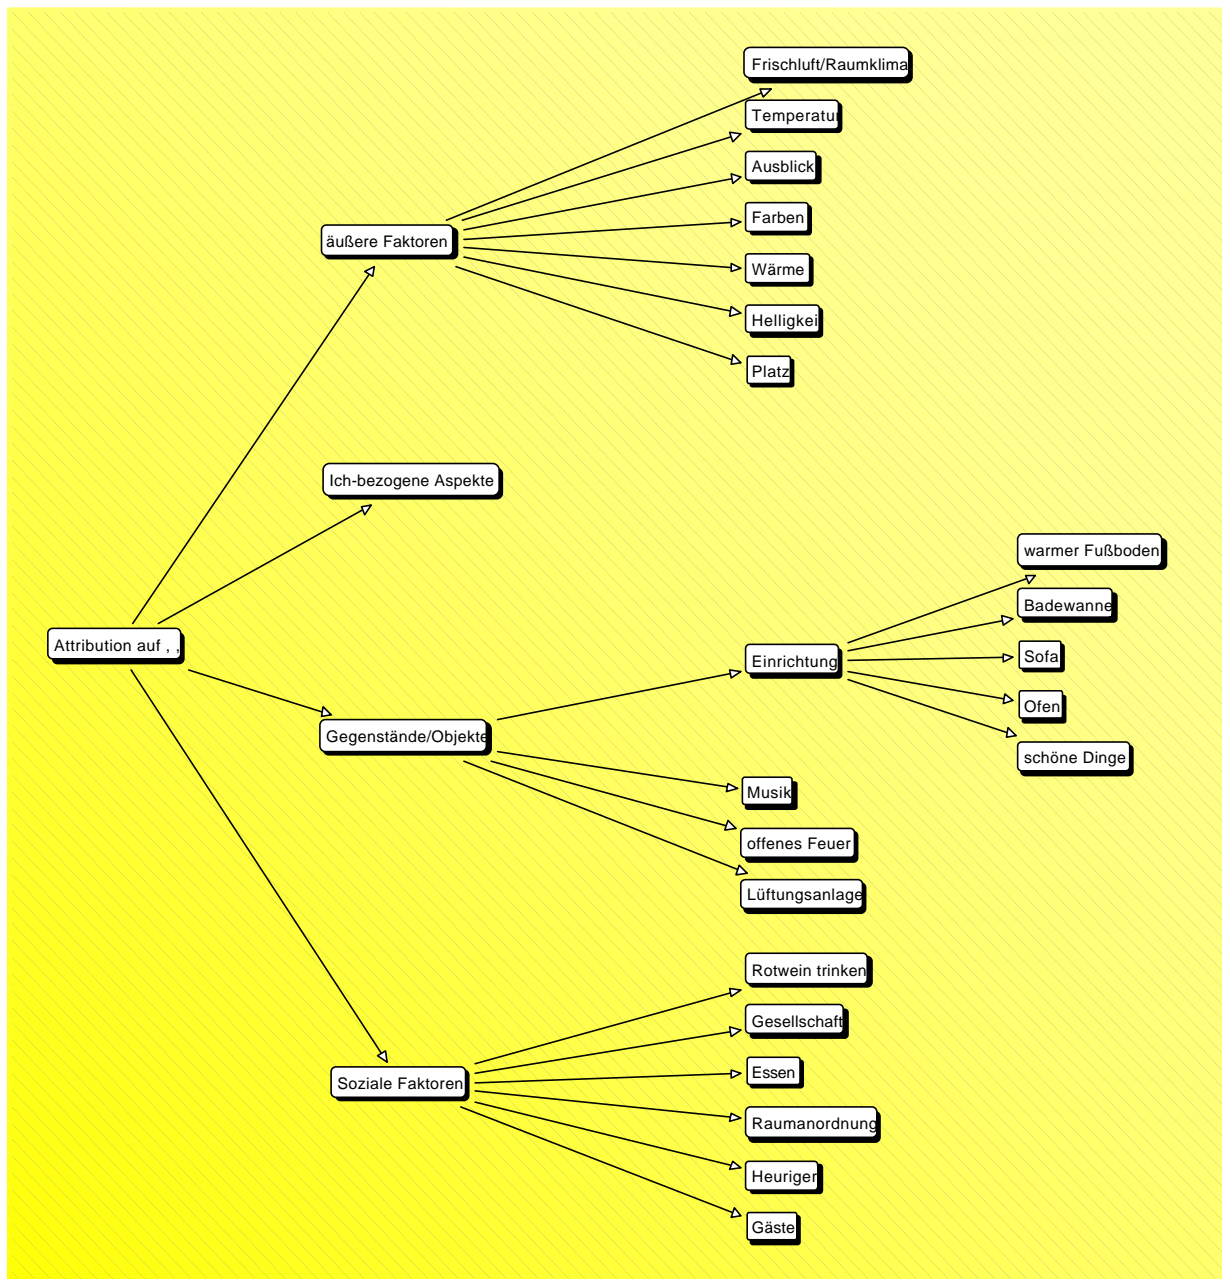 Frischluft/Raumklima
Temperatur
Ausblick
Farben
äußere Faktoren
Wärme
Helligkei
Platz
Ich-bezogene Aspekte
warmer Fußboden
Badewanne
Attribution auf , ,
Einrichtung
Sofa
Ofen
Gegenstände/Objekte
schöne Dinge
Musik
offenes Feuer
Lüftungsanlage
Rotwein trinken
Gesellschaft
Essen
Soziale Faktoren
Raumanordnung
Heuriger
Gäste